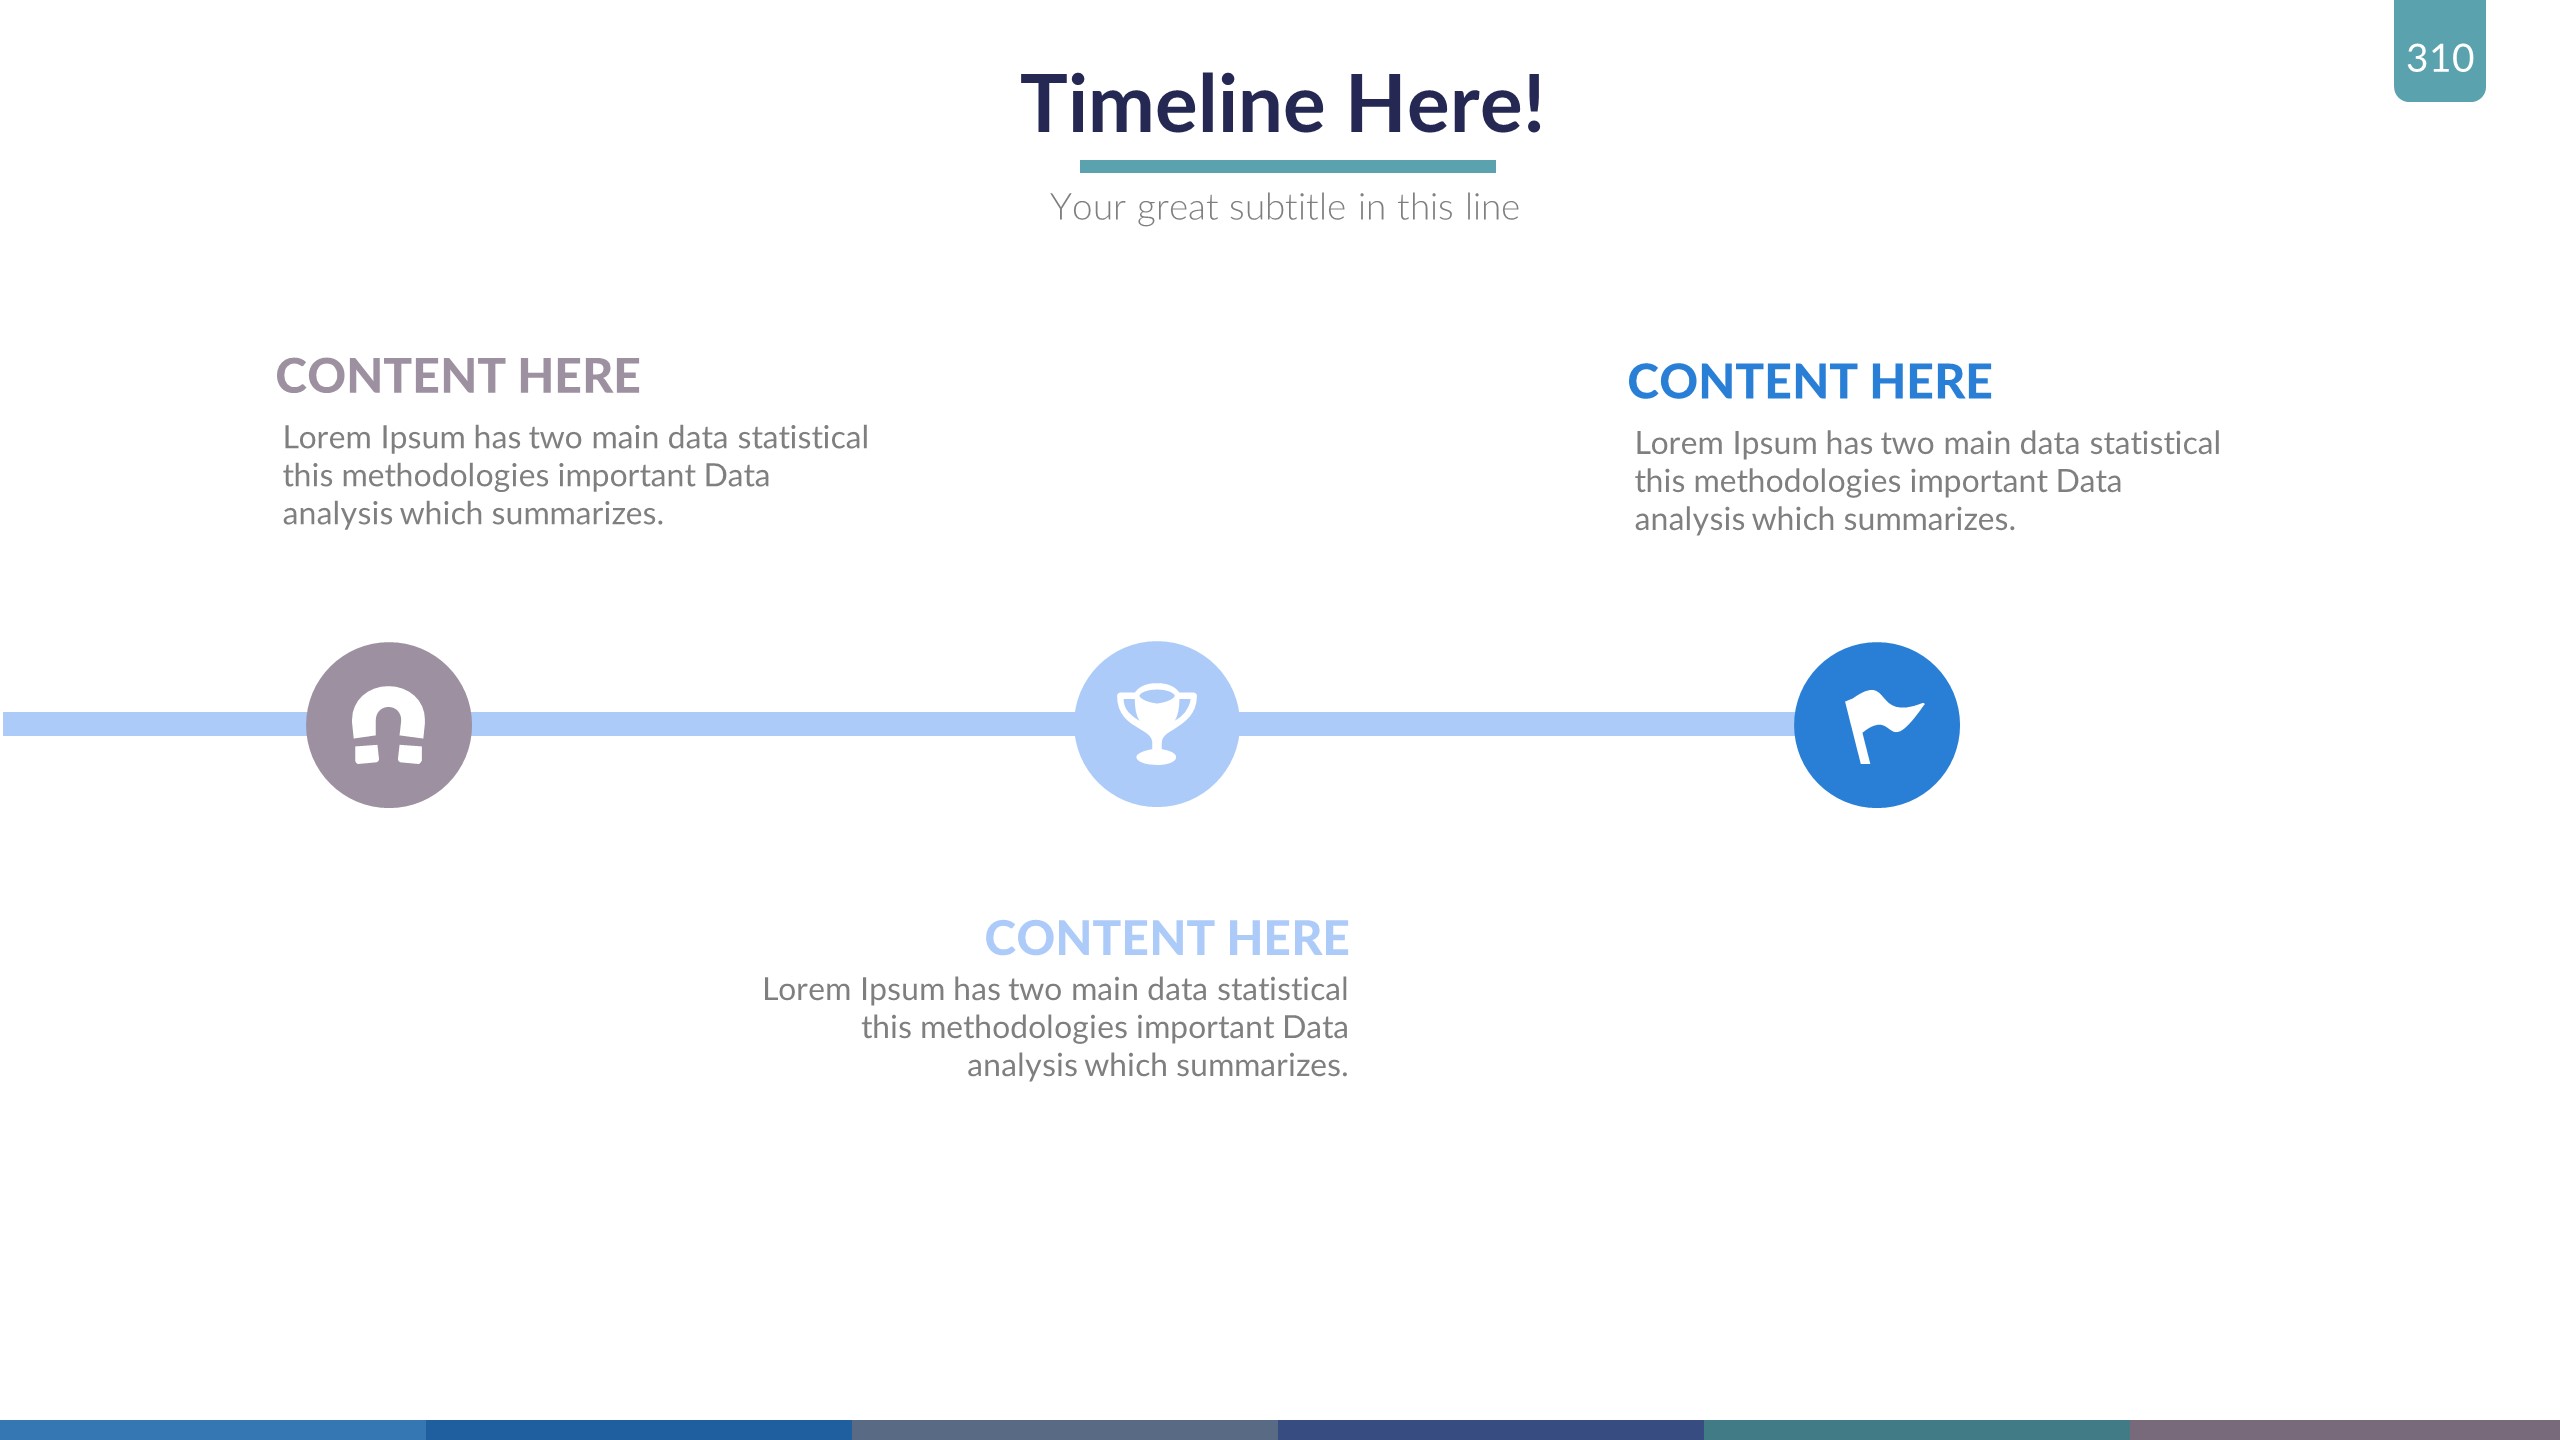 310
Timeline Here!
Your great subtitle in this line
CONTENT HERE
Lorem Ipsum has two main data statistical
this methodologies important Data
analysis which summarizes.
CONTENT HERE
Lorem Ipsum has two main data statistical
this methodologies important Data
analysis which summarizes.
CONTENT HERE
Lorem Ipsum has two main data statistical
this methodologies important Data
analysis which summarizes.